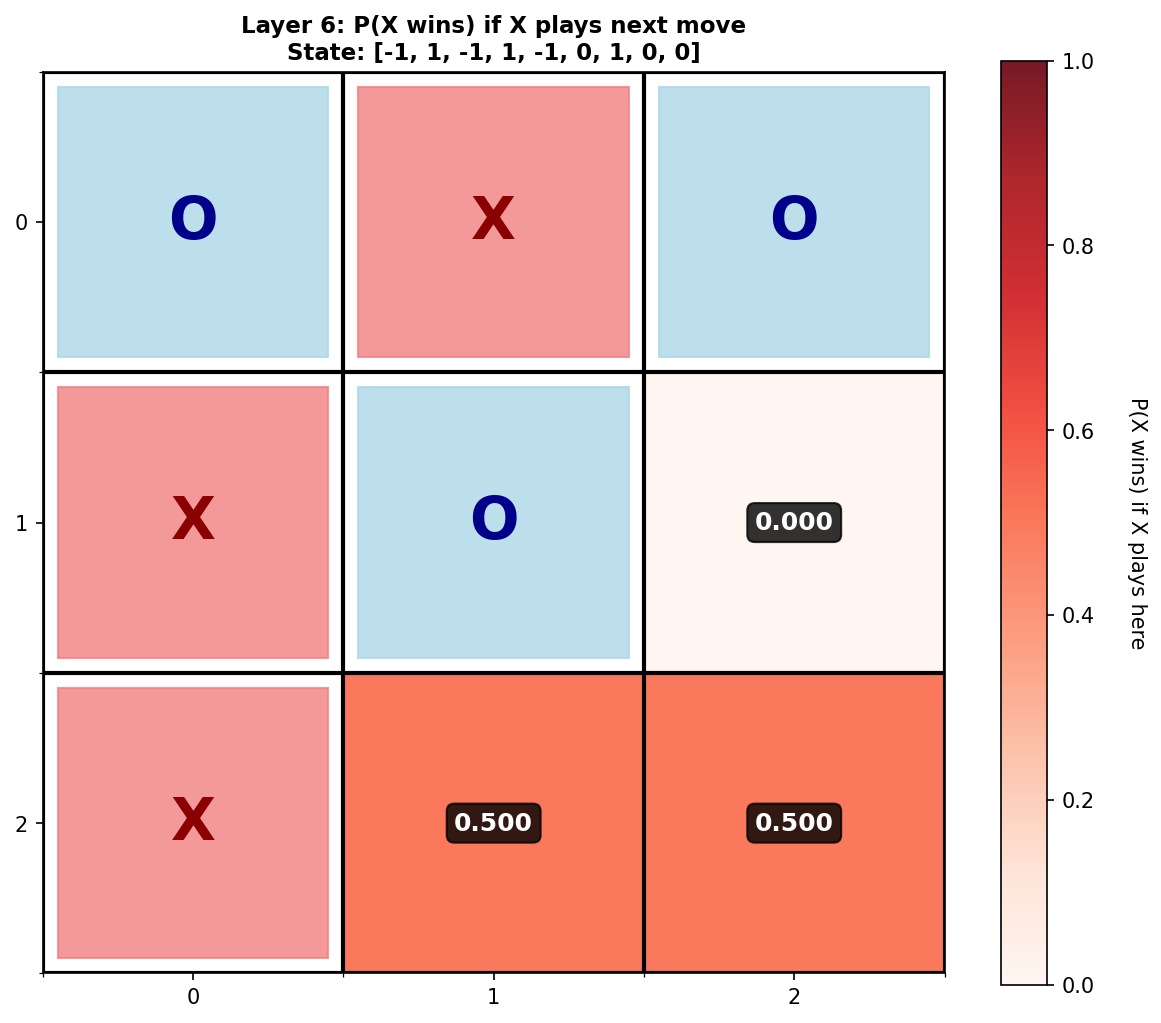 Layer 6: P(X wins) if X plays next move
State: [-1, 1, -1, 1, -1, 0, 1, 0, 0]
O X O
0
X O 0.000
1
X 0.500 0.500
2
0 1 2
1.0
0.8
0.6
0.4
0.2
0.0
P(X wins) if X plays here